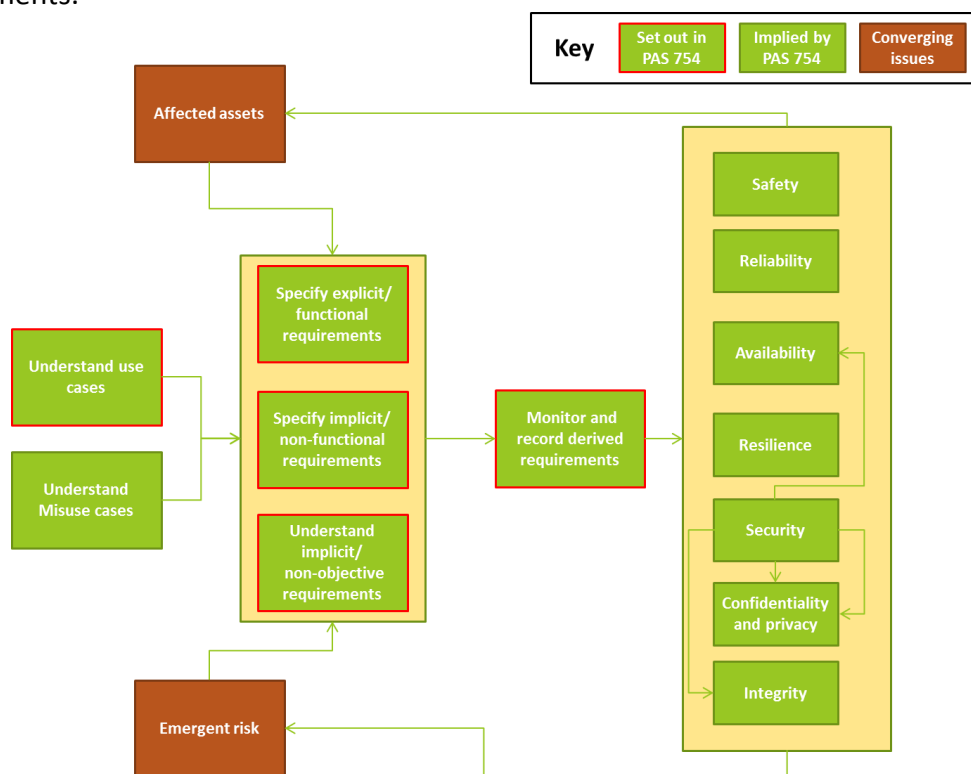 ments.
Key
Set out in
PAS 754
Implied by
PAS 754
Converging
issues
Affected assets
Safety
Reliability
Specify explicit/
functional
requirements
Availability
Understand use
cases
Specify implicit/
non-functional
requirements
Monitor and
record derived
requirements
Resilience
Understand
Misuse cases
Security
Understand
implicit/
non-objective
requirements
Confidentiality
and privacy
Integrity
Emergent risk